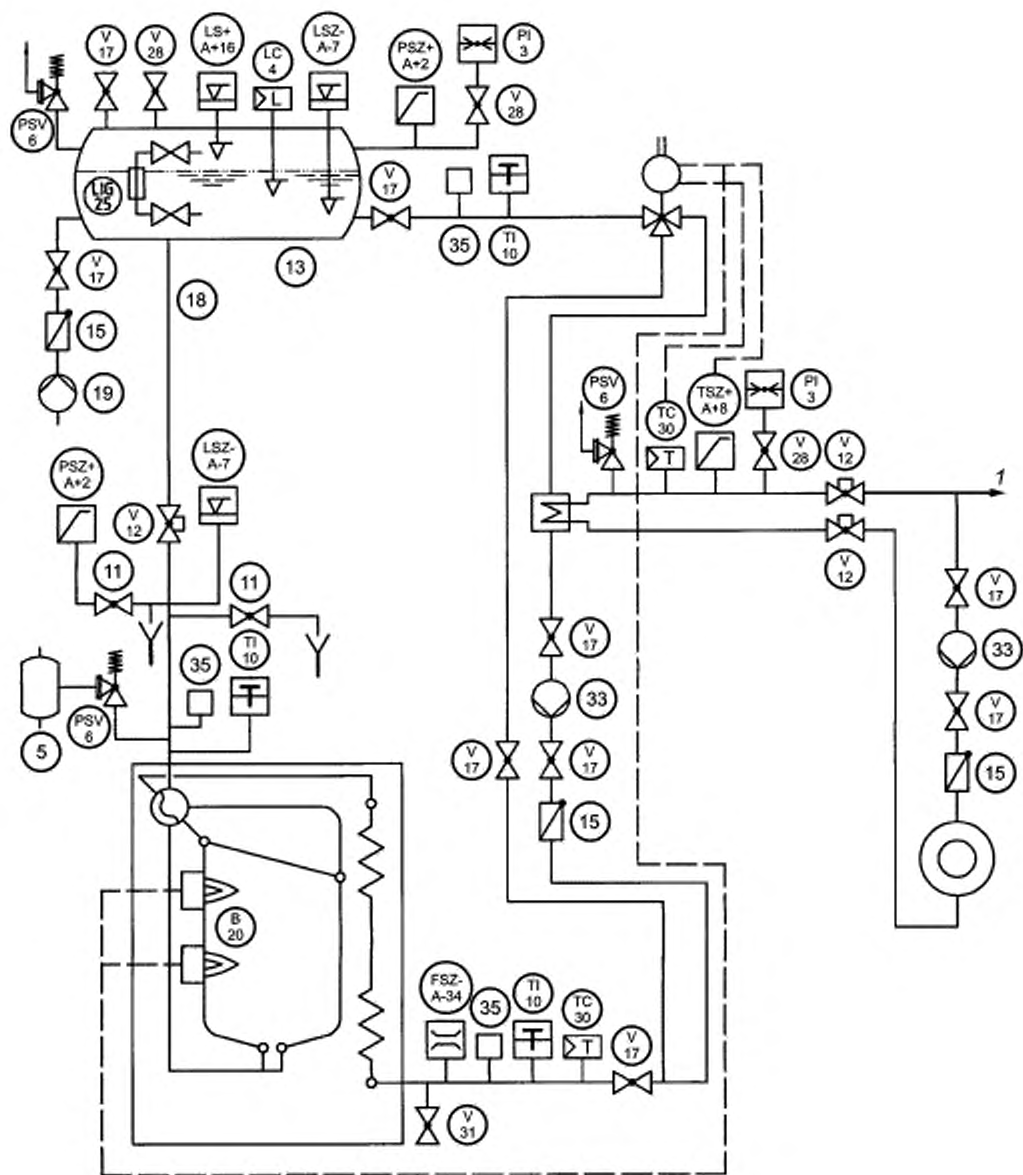 V
17
V
28
LS+
A+16
LC
4
LSZ-
A-7
PSZ+
A+2
PI
3
PSV
6
V
28
L
LIG
25
V
17
T
35
TI
10
13
V
17
18
15
19
PSV
6
TC
30
TSZ+
A+8
PI
3
T
V
28
V
12
1
PSZ+
A+2
LSZ-
A-7
V
12
V
12
11
11
V
17
V
17
TI
10
35
T
33
33
PSV
6
5
V
17
V
17
V
17
15
15
B
20
FSZ-
A-34
35
TI
10
TC
30
V
17
T
T
V
31